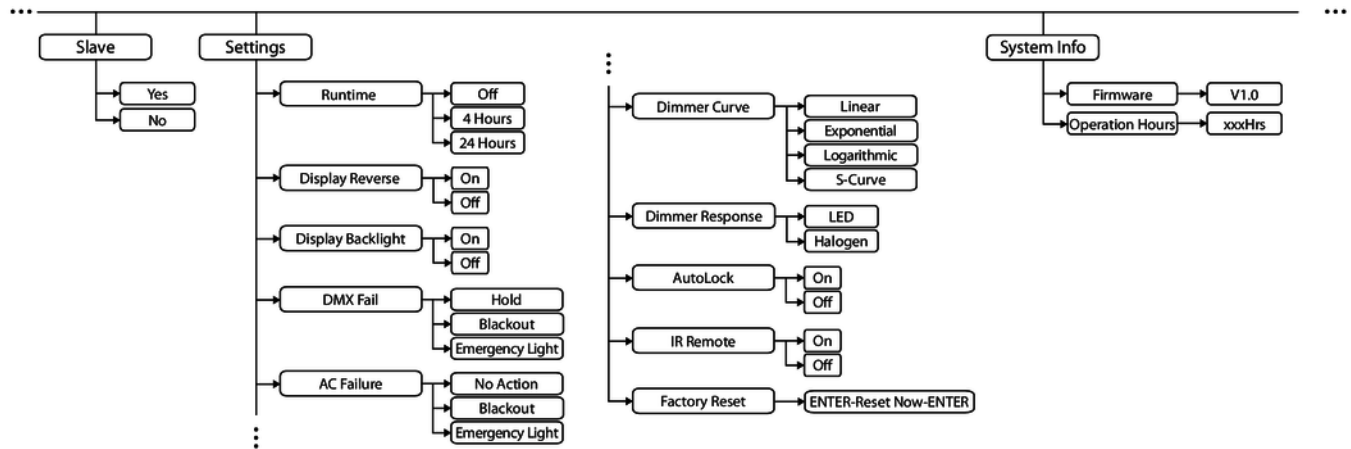 Slave
Yes
No
Settings
Runtime
Off
4 Hours
24 Hours
Display Reverse
On
Off
Display Backlight
On
Off
DMX Fail
Hold
Blackout
Emergency Light
AC Failure
No Action
Blackout
Emergency Light
Dimmer Curve
Linear
Exponential
Logarithmic
S-Curve
Dimmer Response
LED
Halogen
AutoLock
On
Off
IR Remote
On
Off
Factory Reset
ENTER-Reset Now-ENTER
System Info
Firmware
V1.0
Operation Hours
xxxHrs